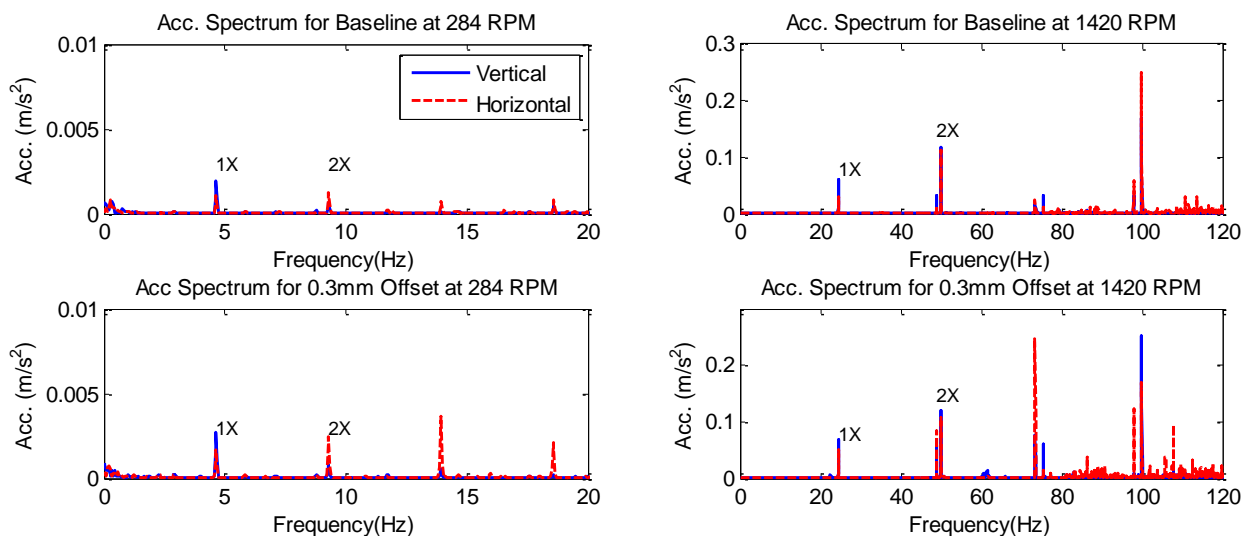 Acc. Spectrum for Baseline at 284 RPM
0.01
0.005
0
Acc. (m/s²)
Vertical
Horizontal
1X
2X
0 5 10 15 20
Frequency(Hz)
Acc. Spectrum for Baseline at 1420 RPM
0.3
0.2
0.1
0
Acc. (m/s²)
1X
2X
0 20 40 60 80 100 120
Frequency(Hz)
Acc Spectrum for 0.3mm Offset at 284 RPM
0.01
0.005
0
Acc. (m/s²)
1X
2X
0 5 10 15 20
Frequency(Hz)
Acc. Spectrum for 0.3mm Offset at 1420 RPM
0.2
0.1
0
Acc. (m/s²)
1X
2X
0 20 40 60 80 100 120
Frequency(Hz)